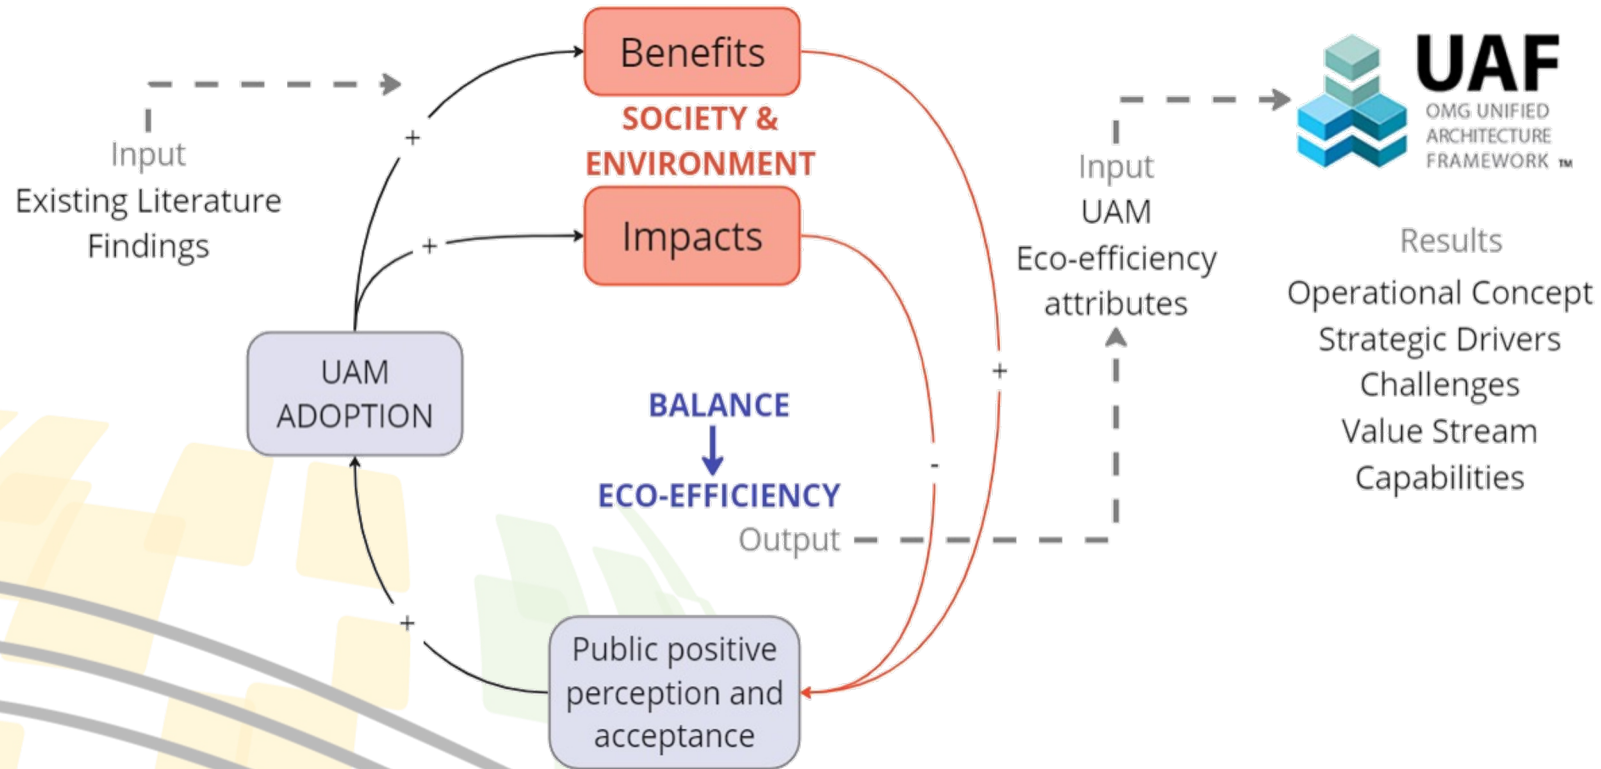 Benefits
SOCIETY &
ENVIRONMENT
Impacts
+
+
Input
Existing Literature
Findings
UAM
ADOPTION
BALANCE
ECO-EFFICIENCY
Output
+
-
+
Public positive
perception and
acceptance
Input
UAM
Eco-efficiency
attributes
UAF
OMG UNIFIED
ARCHITECTURE
FRAMEWORK ™
Results
Operational Concept
Strategic Drivers
Challenges
Value Stream
Capabilities